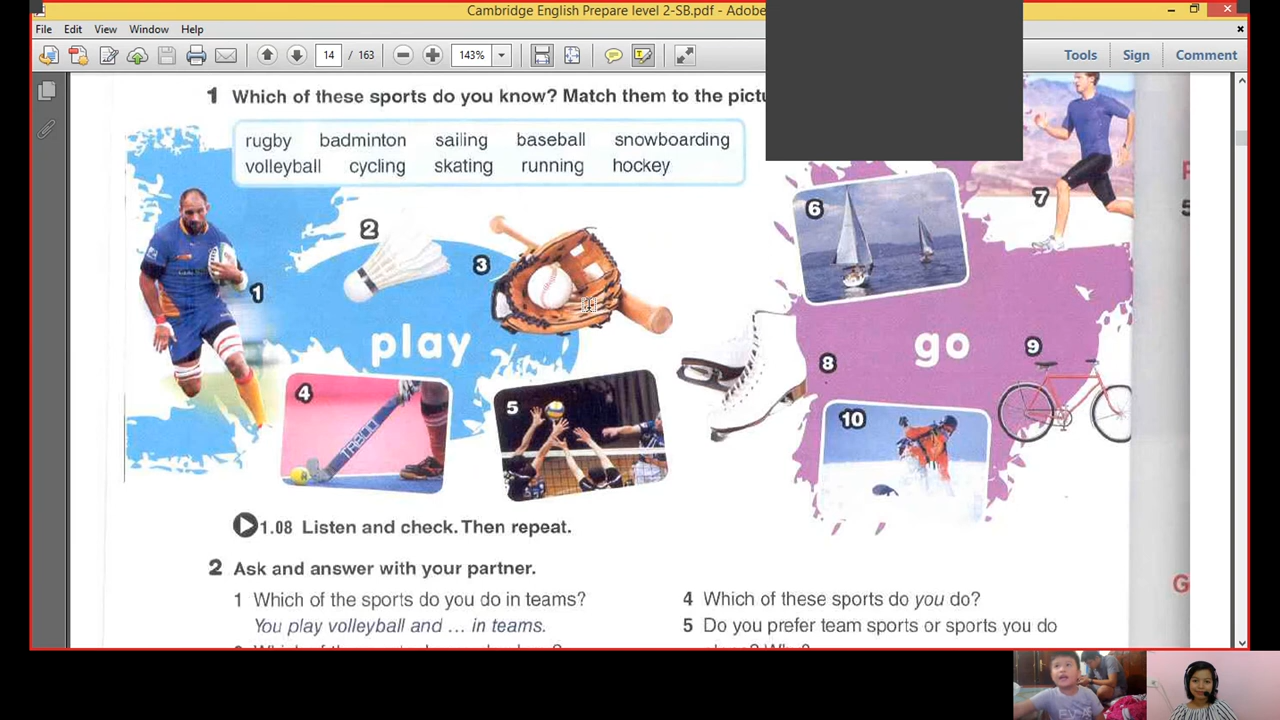 Cambridge English Prepare level 2-SB.pdf - Adobe
File Edit View Window Help
14 / 163 143% Tools Sign Comment
1 Which of these sports do you know? Match them to the
rugby badminton sailing baseball snowboarding
volleyball cycling skating running hockey
1
2
3
play
4
TABOO
5
6
7
8
go
9
10
1.08 Listen and check. Then repeat.
2 Ask and answer with your partner.
1 Which of the sports do you do in teams?
You play volleyball and ... in teams.
4 Which of these sports do you do?
5 Do you prefer team sports or sports you do